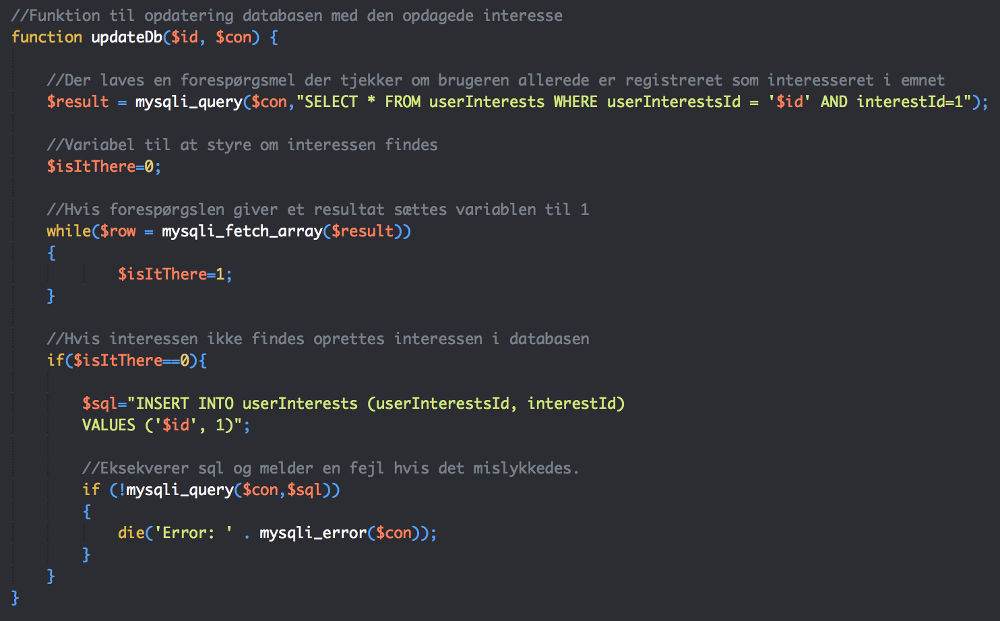 //Funktion til opdatering databasen med den opdagede interesse
function updateDb($id, $con) {
//Der laves en forespørgsmel der tjekker om brugeren allerede er registreret som interesseret i emnet
$result = mysqli_query($con,"SELECT * FROM userInterests WHERE userInterestsId = '$id' AND interestId=1");
//Variabel til at styre om interessen findes
$isItThere=0;
//Hvis forespørgslen giver et resultat sættes variablen til 1
while($row = mysqli_fetch_array($result))
{
$isItThere=1;
}
//Hvis interessen ikke findes oprettes interessen i databasen
if($isItThere==0){
$sql="INSERT INTO userInterests (userInterestsId, interestId)
VALUES ('$id', 1)";
//Eksekverer sql og melder en fejl hvis det mislykkedes.
if (!mysqli_query($con,$sql))
{
die('Error: ' . mysqli_error($con));
}
}
}